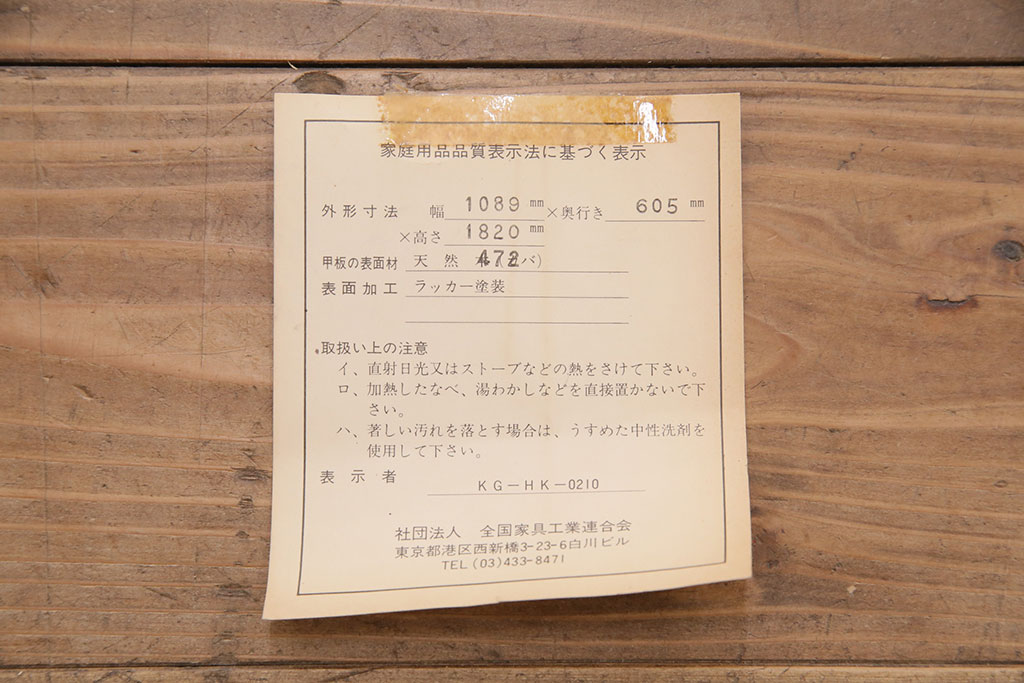 家庭用品品質表示法に基づく表示
外形寸法 幅 1089 mm ×奥行き 605 mm
×高さ 1820 mm
甲板の表面材 天然 472 バ)
表面加工 ラッカー塗装
取扱い上の注意
イ、直射日光又はストーブなどの熱をさけて下さい。
ロ、加熱したなべ、湯わかしなどを直接置かないで下
さい。
ハ、著しい汚れを落とす場合は、うすめた中性洗剤を
使用して下さい。
表示者 KG-HK-0210
社団法人 全国家具工業連合会
東京都港区西新橋3-23-6白川ビル
TEL (03)433-8471